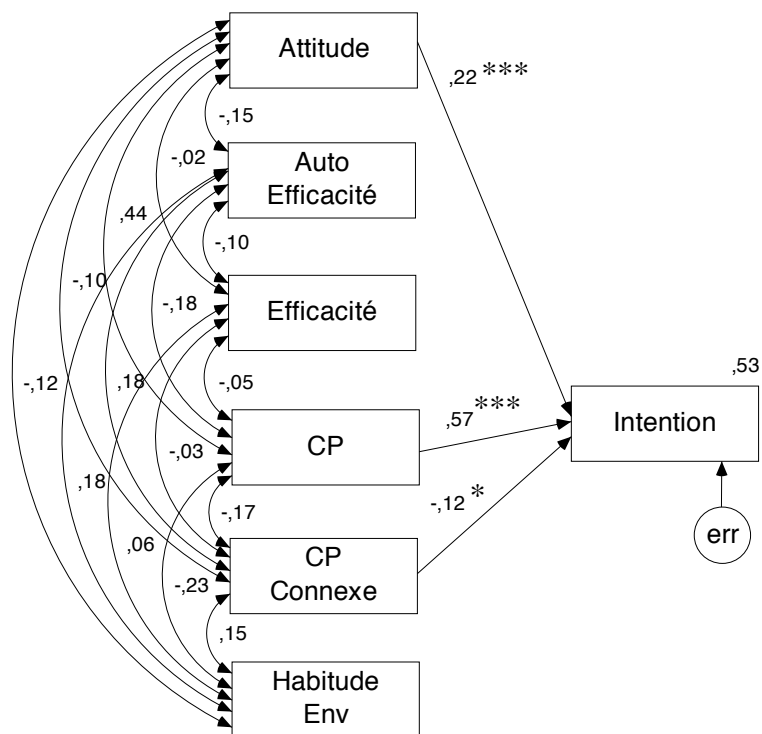 Attitude
,22 ***
-,15
-,02
Auto
Efficacité
,44
-,10
-,10
Efficacité
-,18
,53
-,12
,18
-,05
,57 ***
Intention
CP
-,03
-,12 *
,18
-,17
err
,06
CP
Connexe
-,23
,15
Habitude
Env